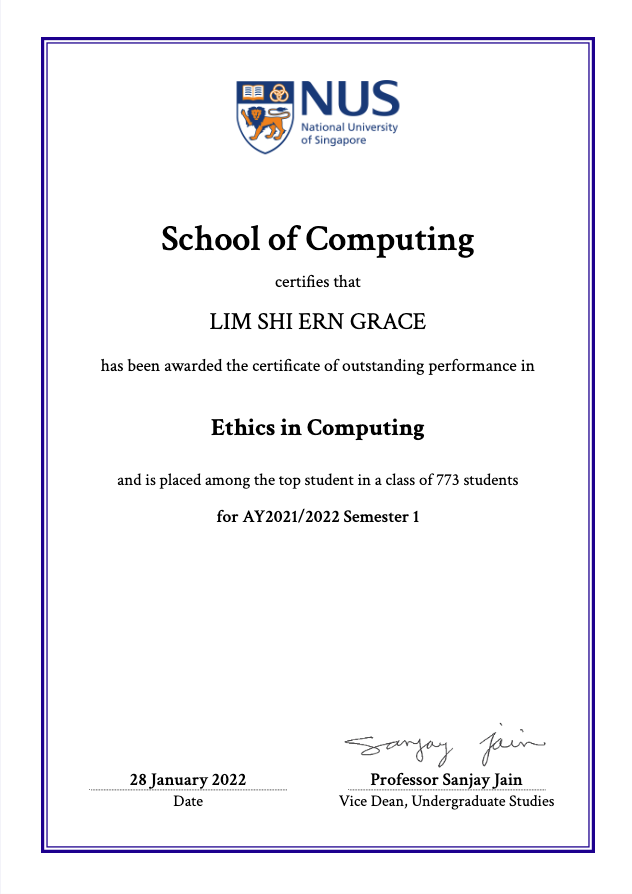 NUS
National University
of Singapore
School of Computing
certifies that
LIM SHI ERN GRACE
has been awarded the certificate of outstanding performance in
Ethics in Computing
and is placed among the top student in a class of 773 students
for AY2021/2022 Semester 1
Sanjay Jain
28 January 2022
Date
Professor Sanjay Jain
Vice Dean, Undergraduate Studies